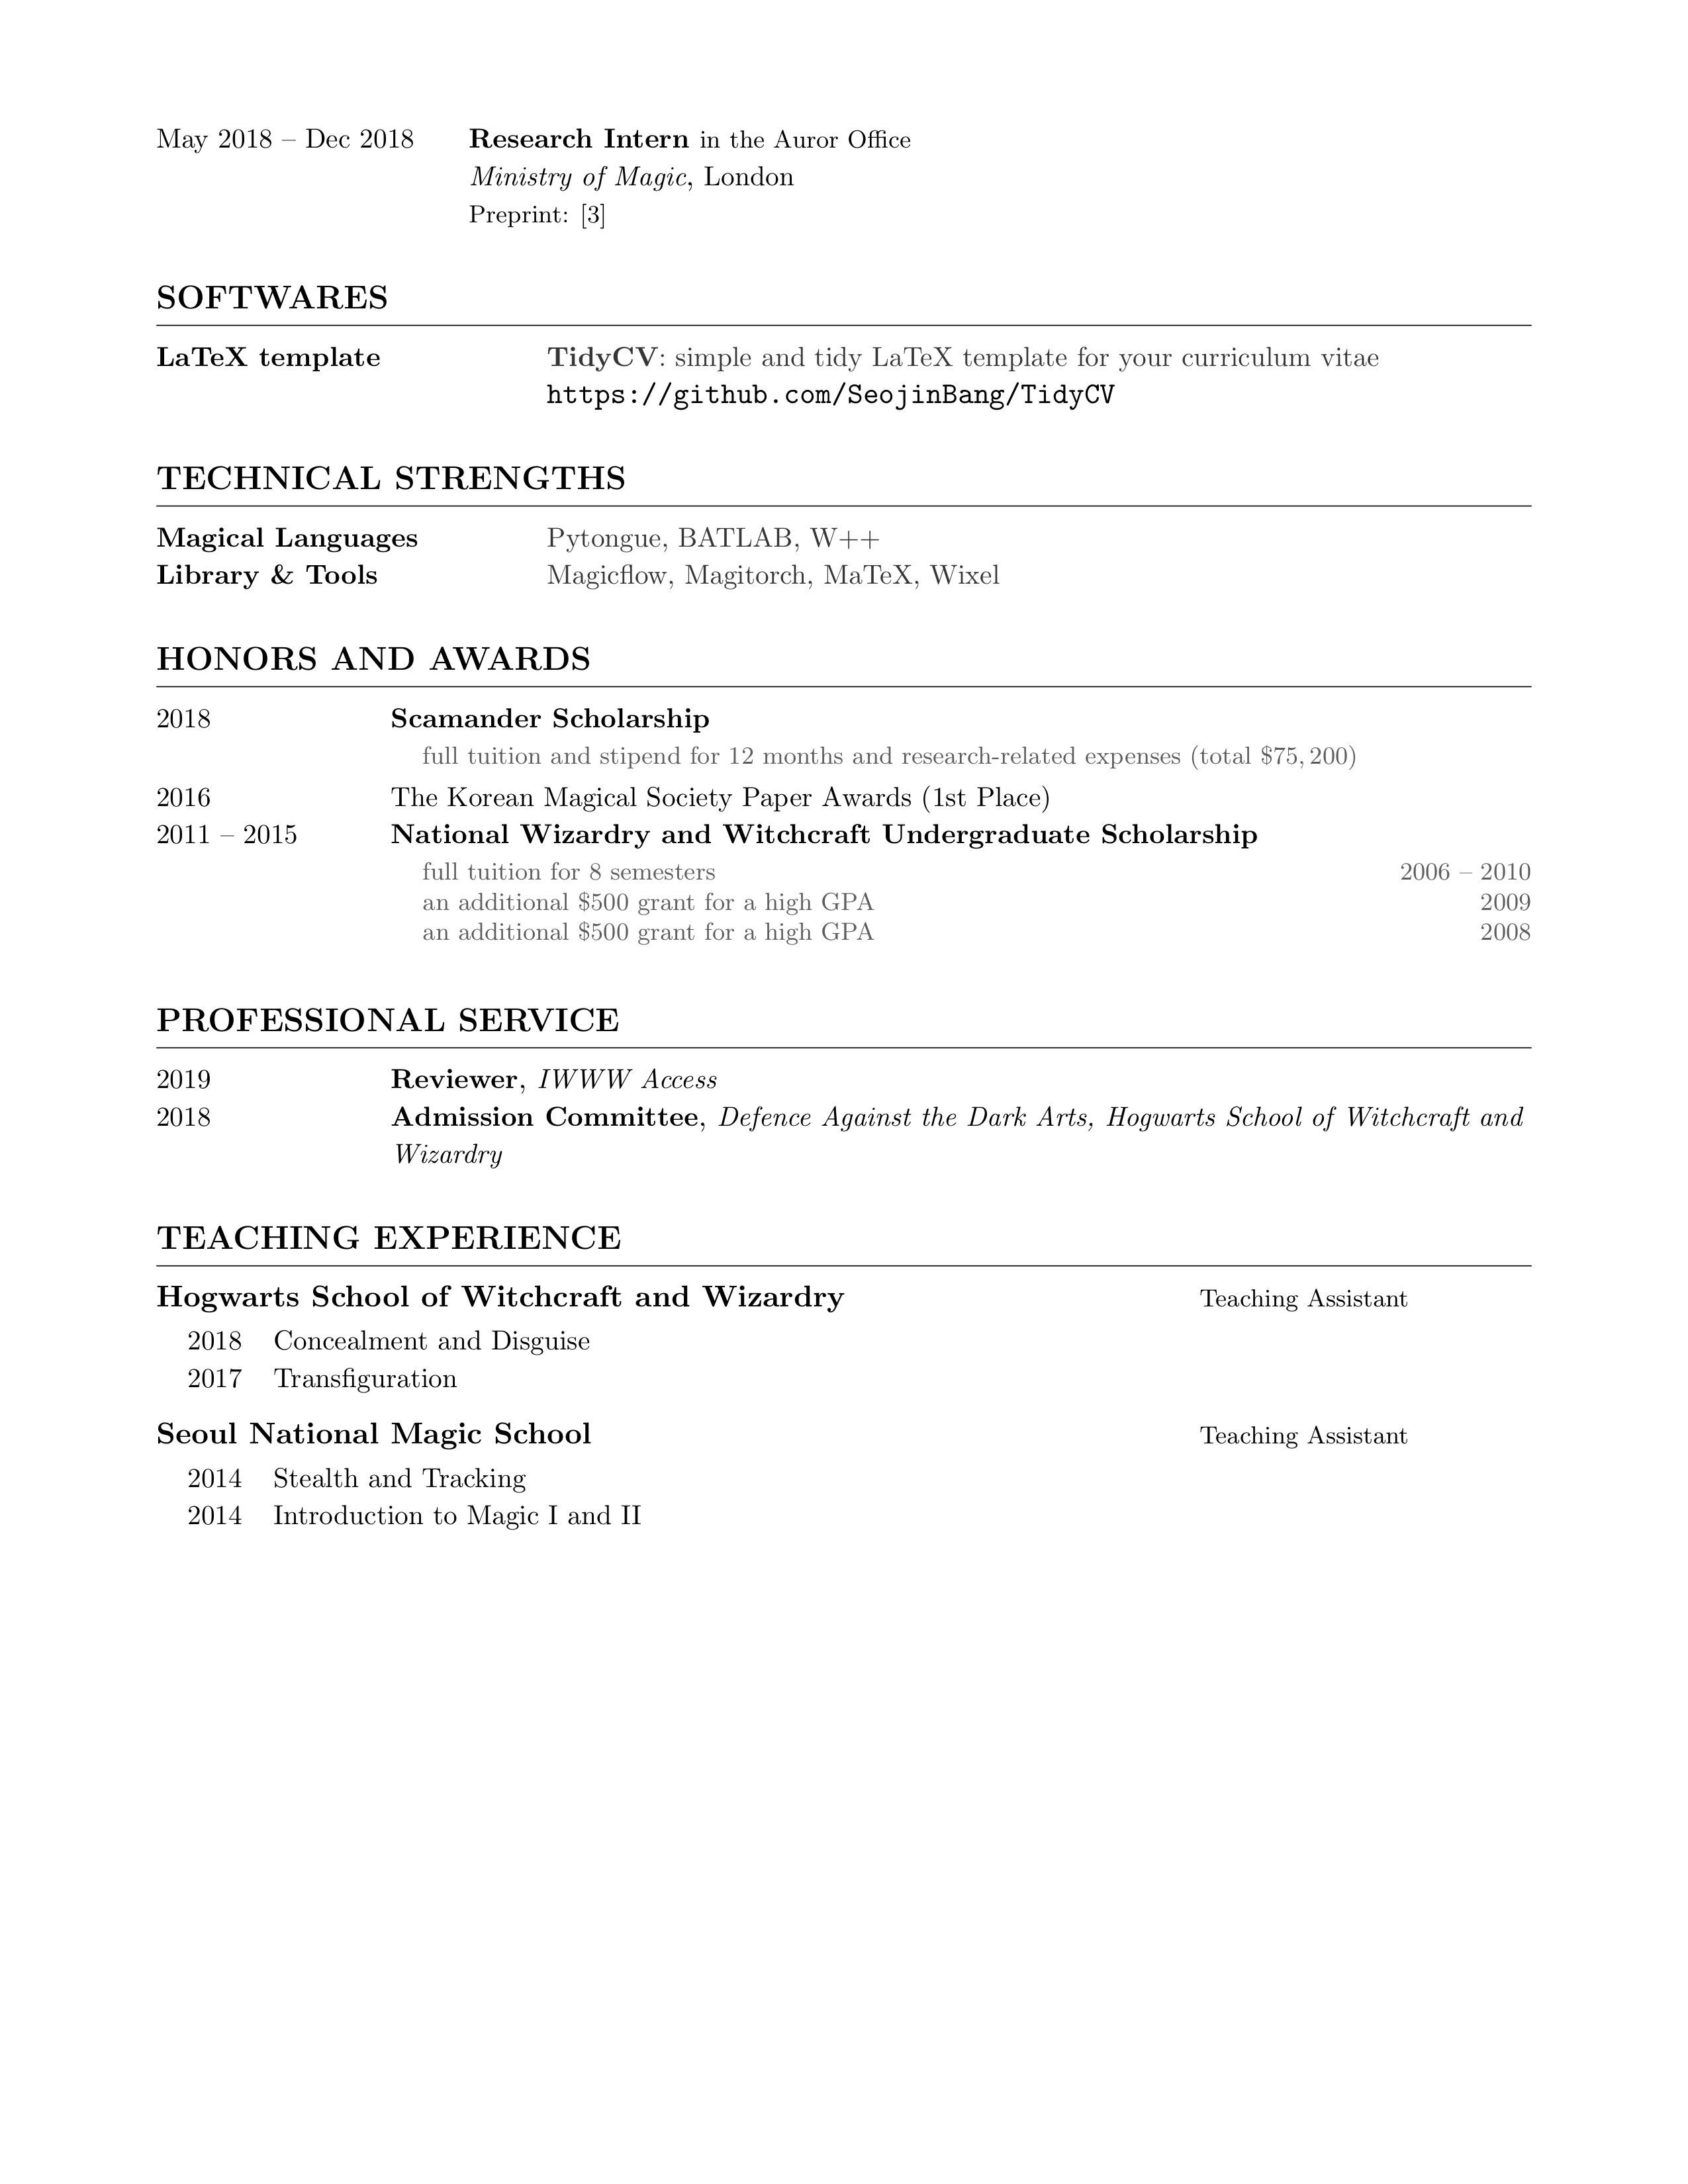 May 2018 – Dec 2018 Research Intern in the Auror Office
Ministry of Magic, London
Preprint: [3]
SOFTWARES
LaTeX template TidyCV: simple and tidy LaTeX template for your curriculum vitae
https://github.com/SeojinBang/TidyCV
TECHNICAL STRENGTHS
Magical Languages Pytongue, BATLAB, W++
Library & Tools Magicflow, Magitorch, MaTeX, Wixel
HONORS AND AWARDS
2018 Scamander Scholarship
full tuition and stipend for 12 months and research-related expenses (total $75, 200)
2016 The Korean Magical Society Paper Awards (1st Place)
2011 – 2015 National Wizardry and Witchcraft Undergraduate Scholarship
full tuition for 8 semesters 2006 – 2010
an additional $500 grant for a high GPA 2009
an additional $500 grant for a high GPA 2008
PROFESSIONAL SERVICE
2019 Reviewer, IWWW Access
2018 Admission Committee, Defence Against the Dark Arts, Hogwarts School of Witchcraft and
Wizardry
TEACHING EXPERIENCE
Hogwarts School of Witchcraft and Wizardry Teaching Assistant
2018 Concealment and Disguise
2017 Transfiguration
Seoul National Magic School Teaching Assistant
2014 Stealth and Tracking
2014 Introduction to Magic I and II